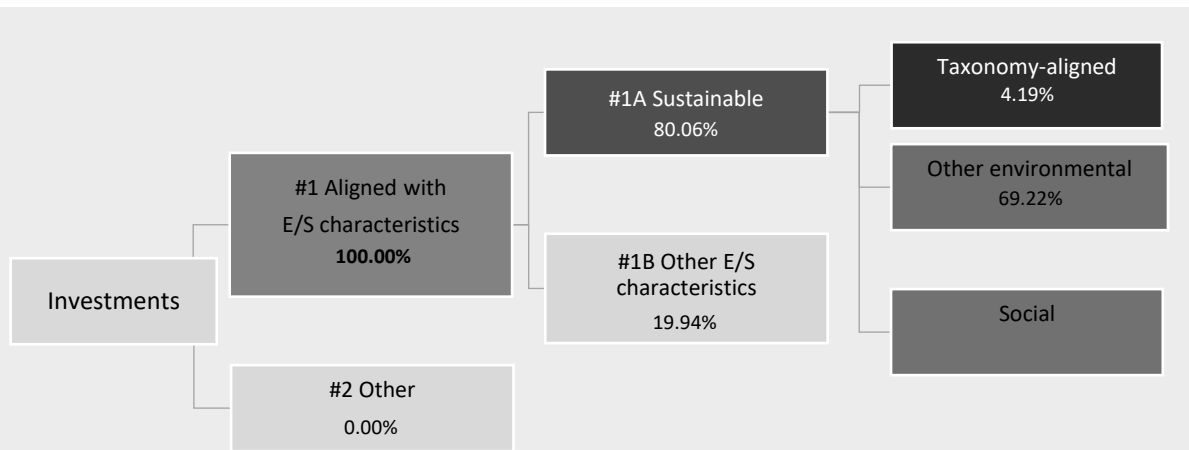 Investments
#1 Aligned with
E/S characteristics
100.00%
#2 Other
0.00%
#1A Sustainable
80.06%
#1B Other E/S
characteristics
19.94%
Taxonomy-aligned
4.19%
Other environmental
69.22%
Social